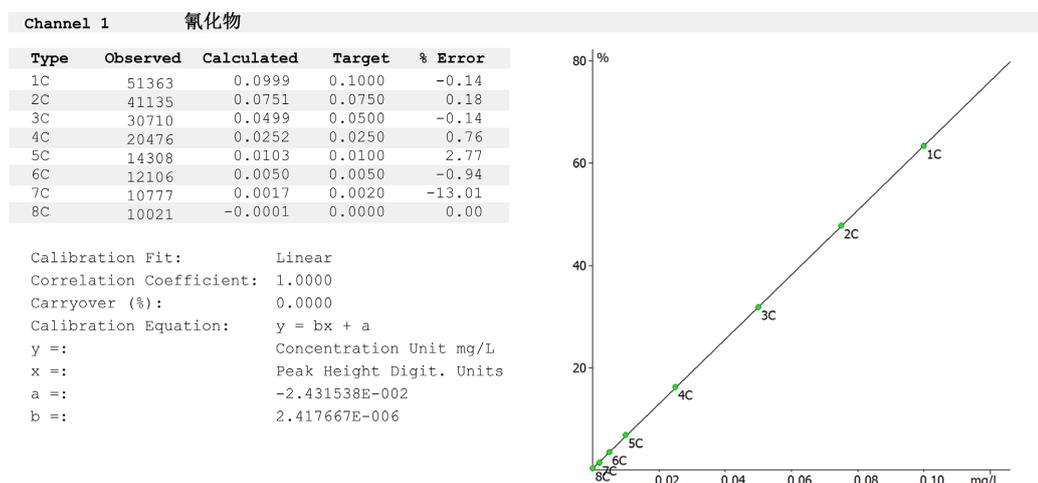 Channel 1 氰化物
Type Observed Calculated Target % Error
1C 51363 0.0999 0.1000 -0.14
2C 41135 0.0751 0.0750 0.18
3C 30710 0.0499 0.0500 -0.14
4C 20476 0.0252 0.0250 0.76
5C 14308 0.0103 0.0100 2.77
6C 12106 0.0050 0.0050 -0.94
7C 10777 0.0017 0.0020 -13.01
8C 10021 -0.0001 0.0000 0.00
Calibration Fit: Linear
Correlation Coefficient: 1.0000
Carryover (%): 0.0000
Calibration Equation: y = bx + a
y =: Concentration Unit mg/L
x =: Peak Height Digit. Units
a =: -2.431538E-002
b =: 2.417667E-006
80 %
1C
60
2C
40
3C
20
4C
5C
6C
7C
8C
0.02 0.04 0.06 0.08 0.10 mg/L